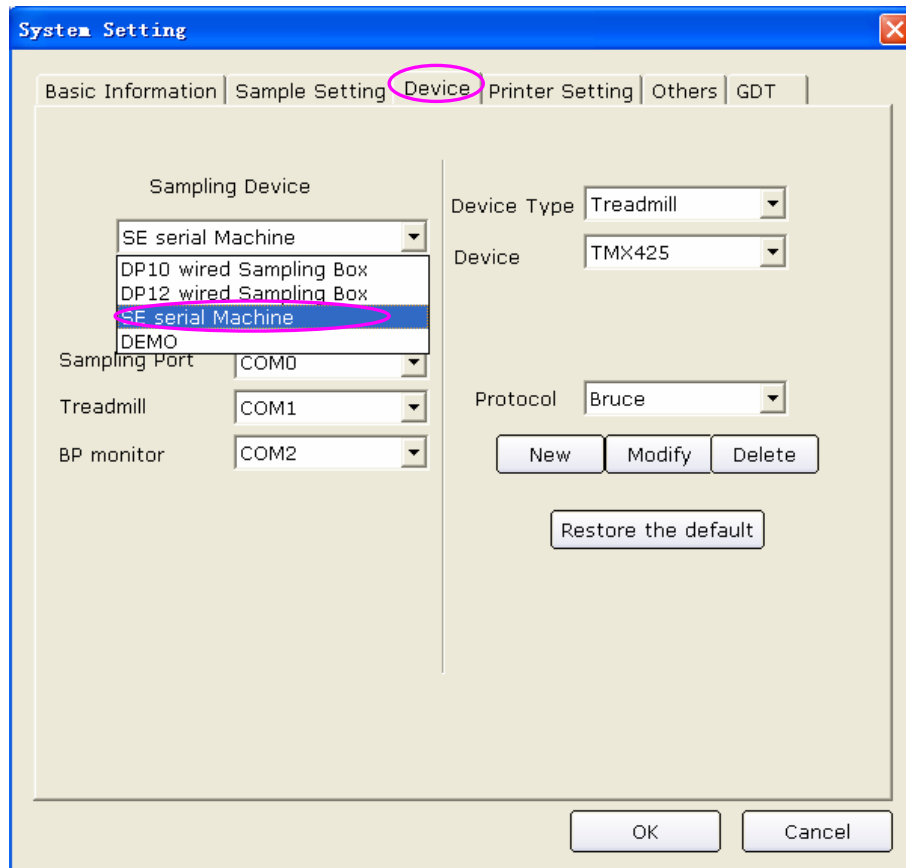 System Setting
Basic Information Sample Setting Device Printer Setting Others GDT
Sampling Device
SE serial Machine
DP10 wired Sampling Box
DP12 wired Sampling Box
SE serial Machine
DEMO
Sampling Port COM0
Treadmill COM1
BP monitor COM2
Device Type Treadmill
Device TMX425
Protocol Bruce
New Modify Delete
Restore the default
OK Cancel